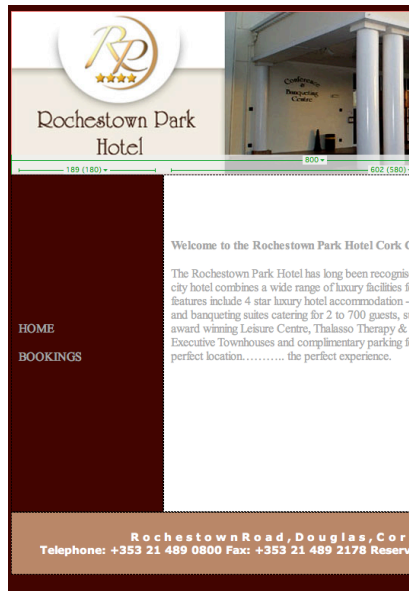 RP
Rochestown Park
Hotel
Conference
&
Banqueting
Centre
800
189 (180)
602 (580)
Welcome to the Rochestown Park Hotel Cork C
The Rochestown Park Hotel has long been recognis
city hotel combines a wide range of luxury facilities f
features include 4 star luxury hotel accommodation -
and banqueting suites catering for 2 to 700 guests, s
award winning Leisure Centre, Thalasso Therapy &
Executive Townhouses and complimentary parking f
perfect location.......... the perfect experience.
HOME
BOOKINGS
R o c h e s t o w n R o a d , D o u g l a s , C o r
Telephone: +353 21 489 0800 Fax: +353 21 489 2178 Reserv